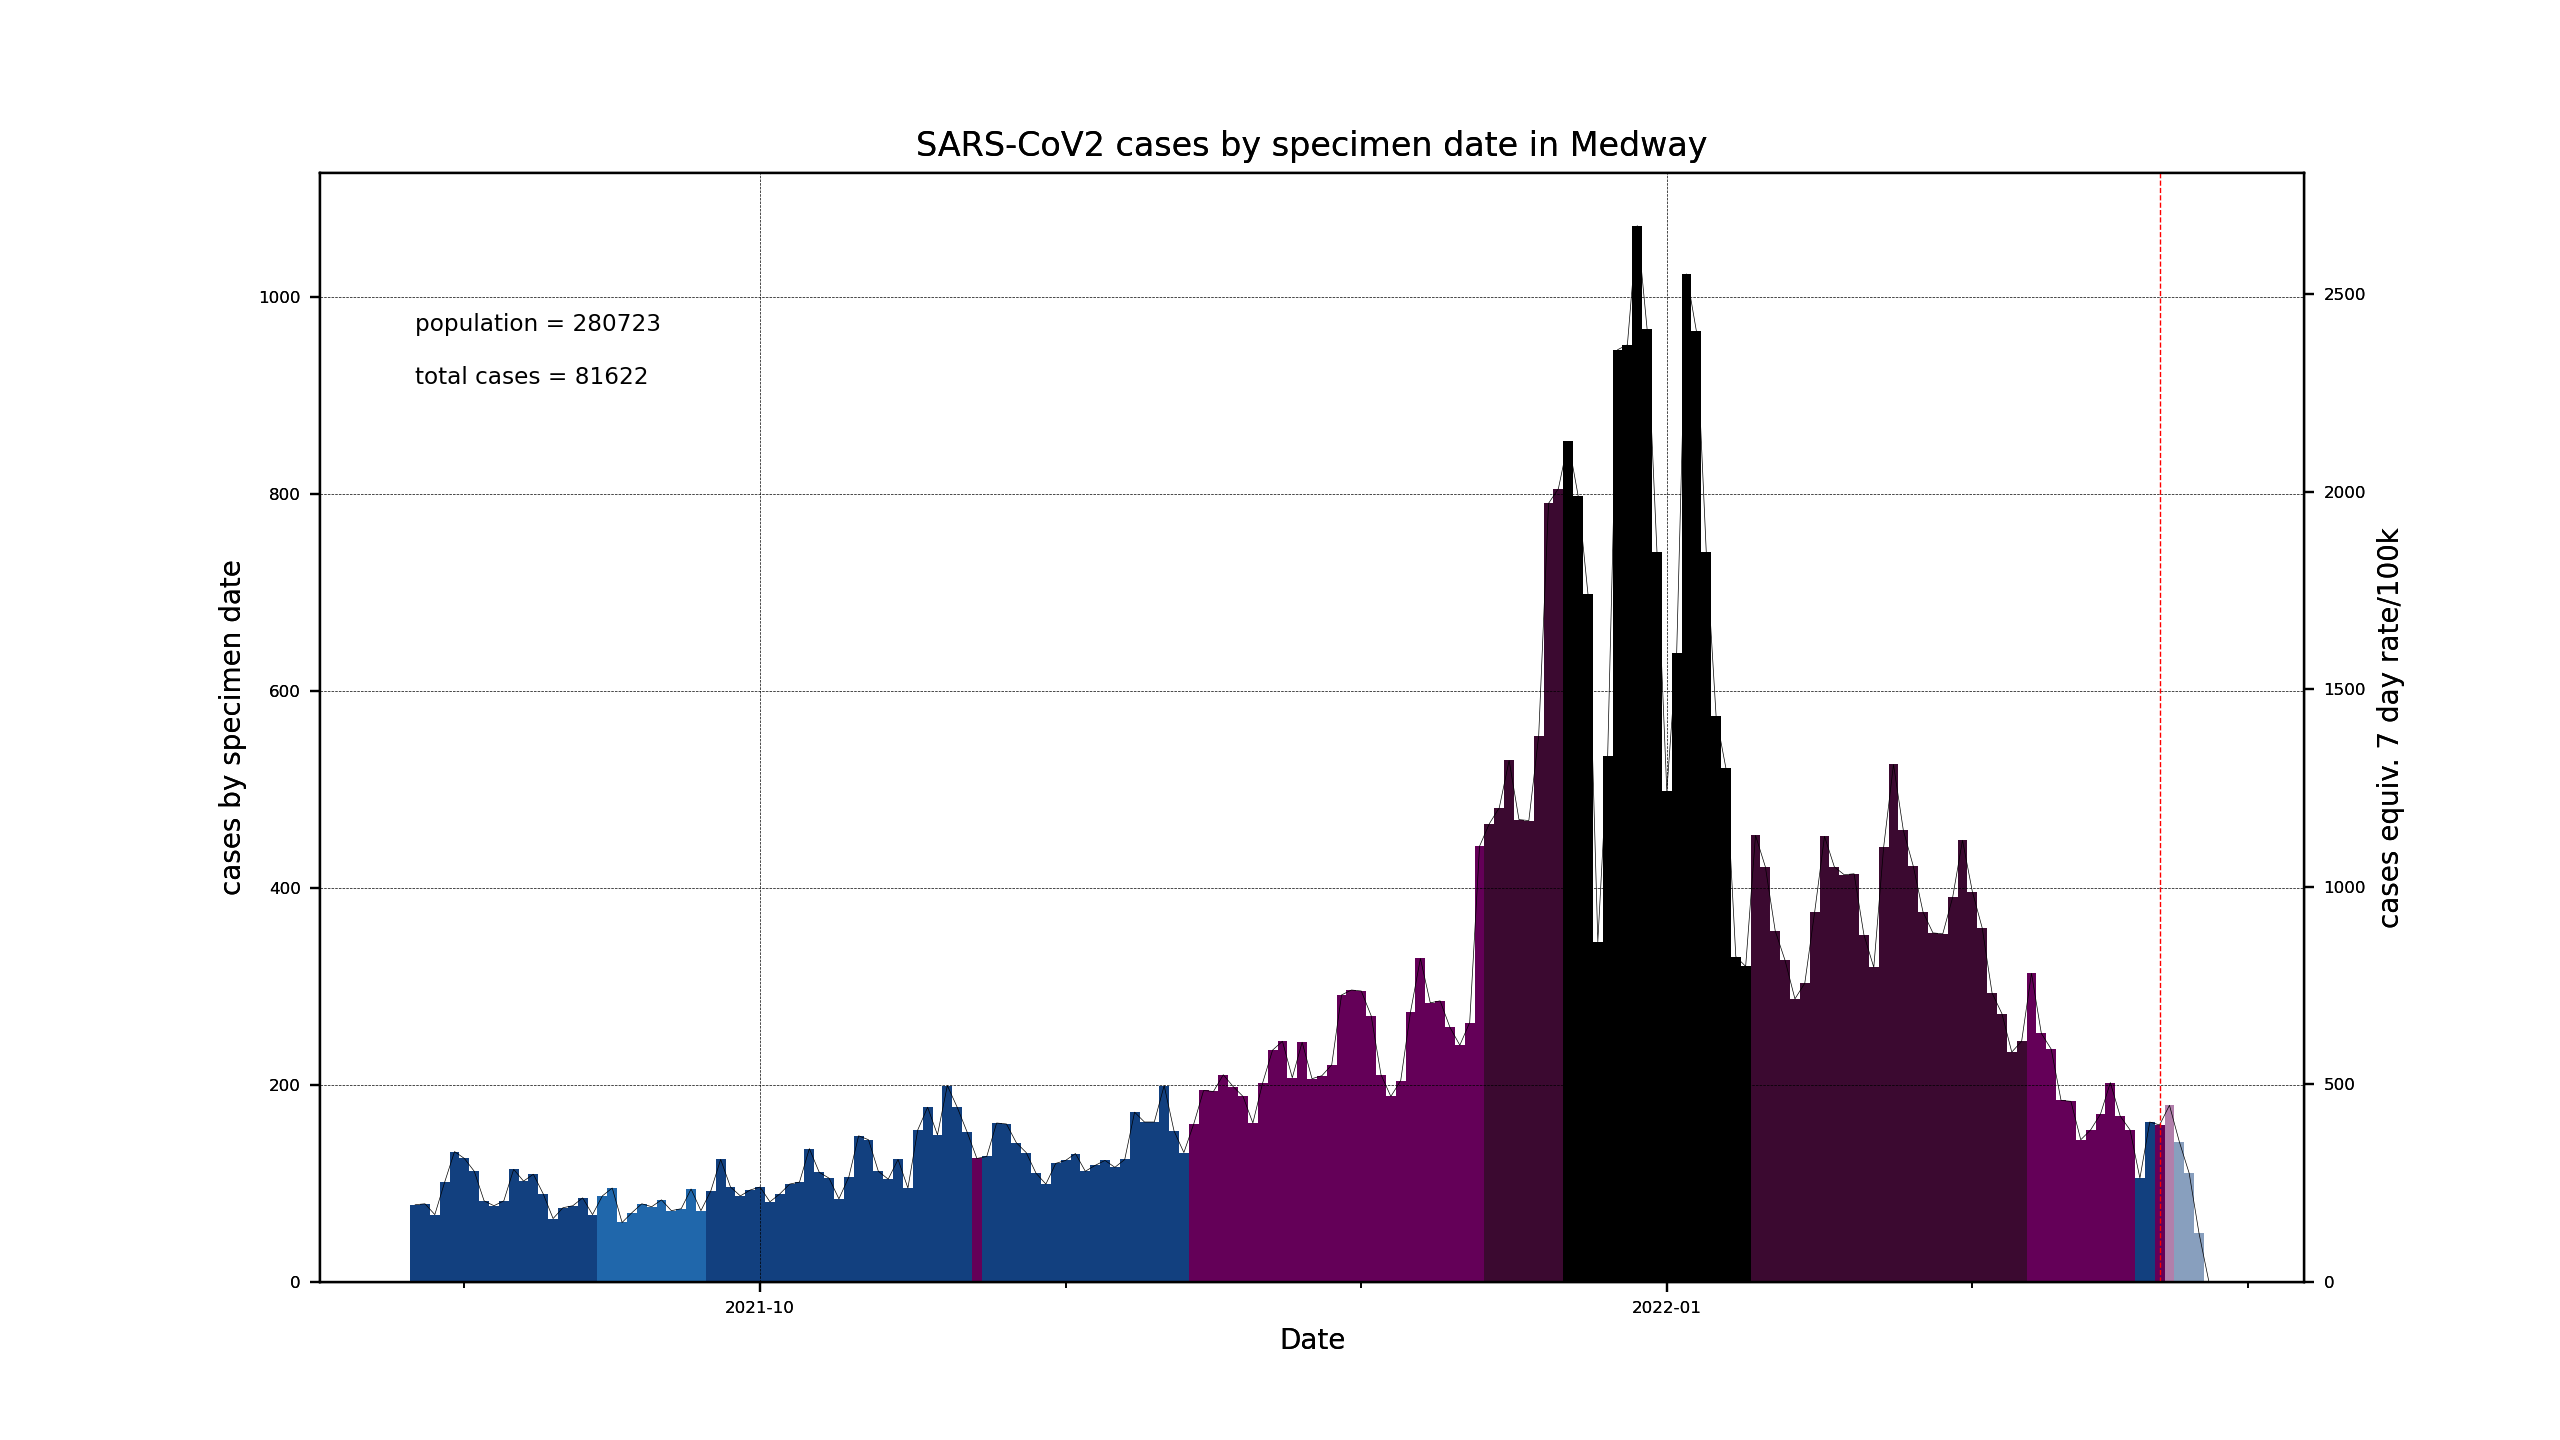 SARS-CoV2 cases by specimen date in Medway
population = 280723
total cases = 81622
cases by specimen date
1000
800
600
400
200
0
2500
2000
1500
1000
500
0
cases equiv. 7 day rate/100k
2021-10
2022-01
Date